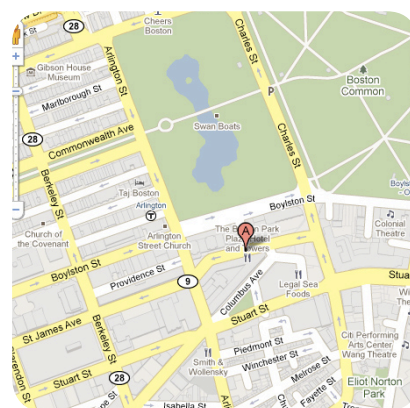 Cheers
Boston
28
Gibson House
Museum
Arlington St
Charles St
Marlborough St
Boston
Common
P
28
Commonwealth Ave
Swan Boats
Charles St
Berkeley St
Taj Boston
Arlington
T
Boylston St
Colonial
Theatre
Church of
the Covenant
Arlington
Street Church
The Boston Park
Plaza Hotel
and Towers
A
Boylston St
Providence St
9
Columbus Ave
Legal Sea
Foods
Stuart St
St James Ave
Berkeley St
Citi Performing
Arts Center
Wang Theatre
Piedmont St
Winchester St
Melrose St
Fayette St
Smith &
Wollensky
Stuart St
28
Eliot Norton
Park
Isabella St